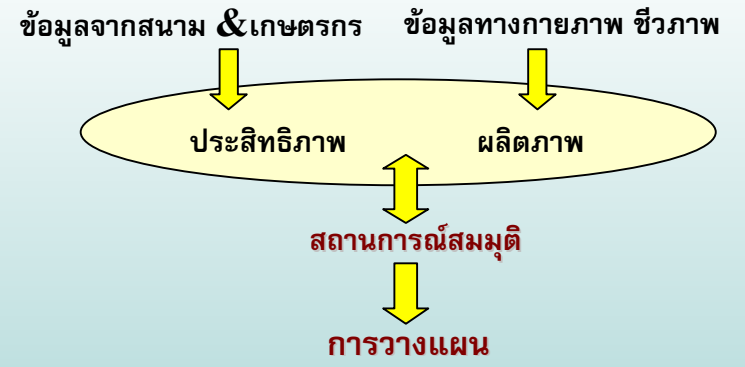 ข้อมูลจากสนาม &เกษตรกร
ข้อมูลทางกายภาพ ชีวภาพ
ประสิทธิภาพ
ผลิตภาพ
สถานการณ์สมมุติ
การวางแผน